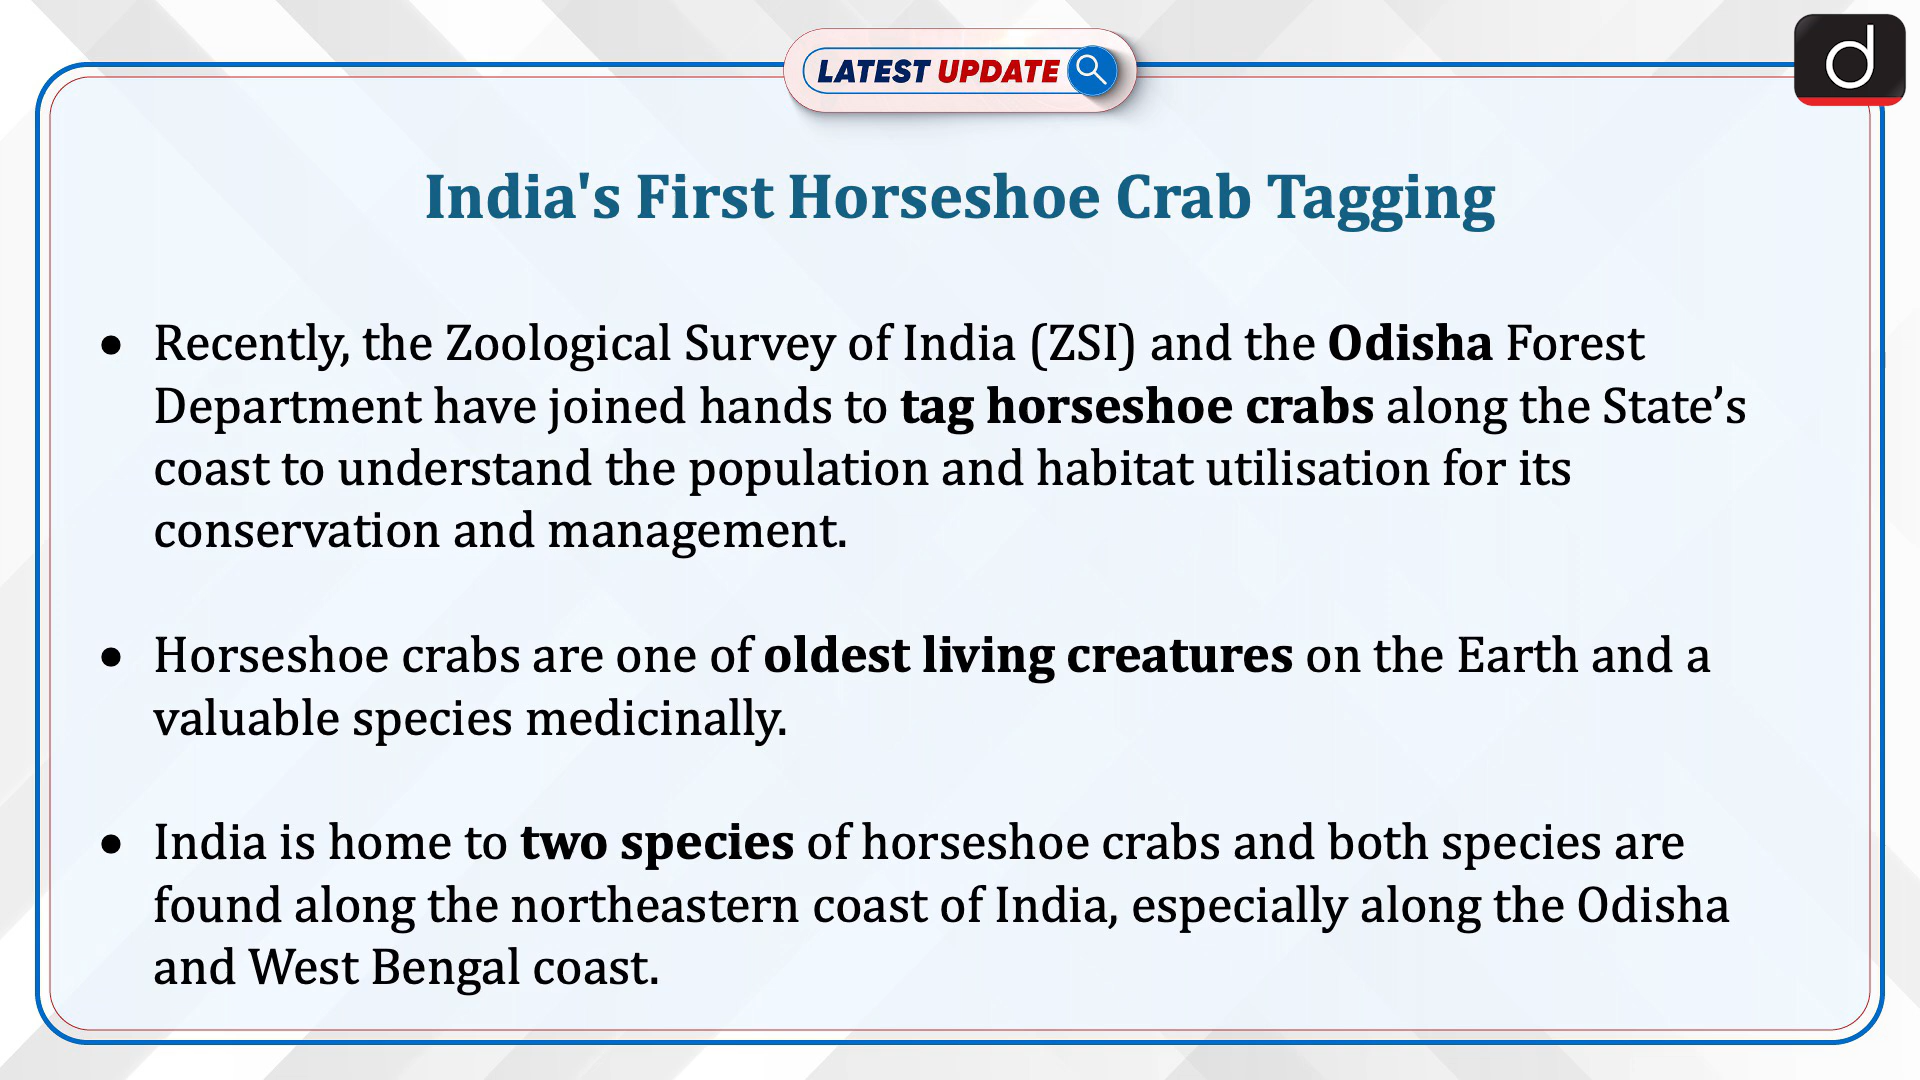 LATEST UPDATE
d
India's First Horseshoe Crab Tagging
● Recently, the Zoological Survey of India (ZSI) and the Odisha Forest
Department have joined hands to tag horseshoe crabs along the State’s
coast to understand the population and habitat utilisation for its
conservation and management.
● Horseshoe crabs are one of oldest living creatures on the Earth and a
valuable species medicinally.
● India is home to two species of horseshoe crabs and both species are
found along the northeastern coast of India, especially along the Odisha
and West Bengal coast.